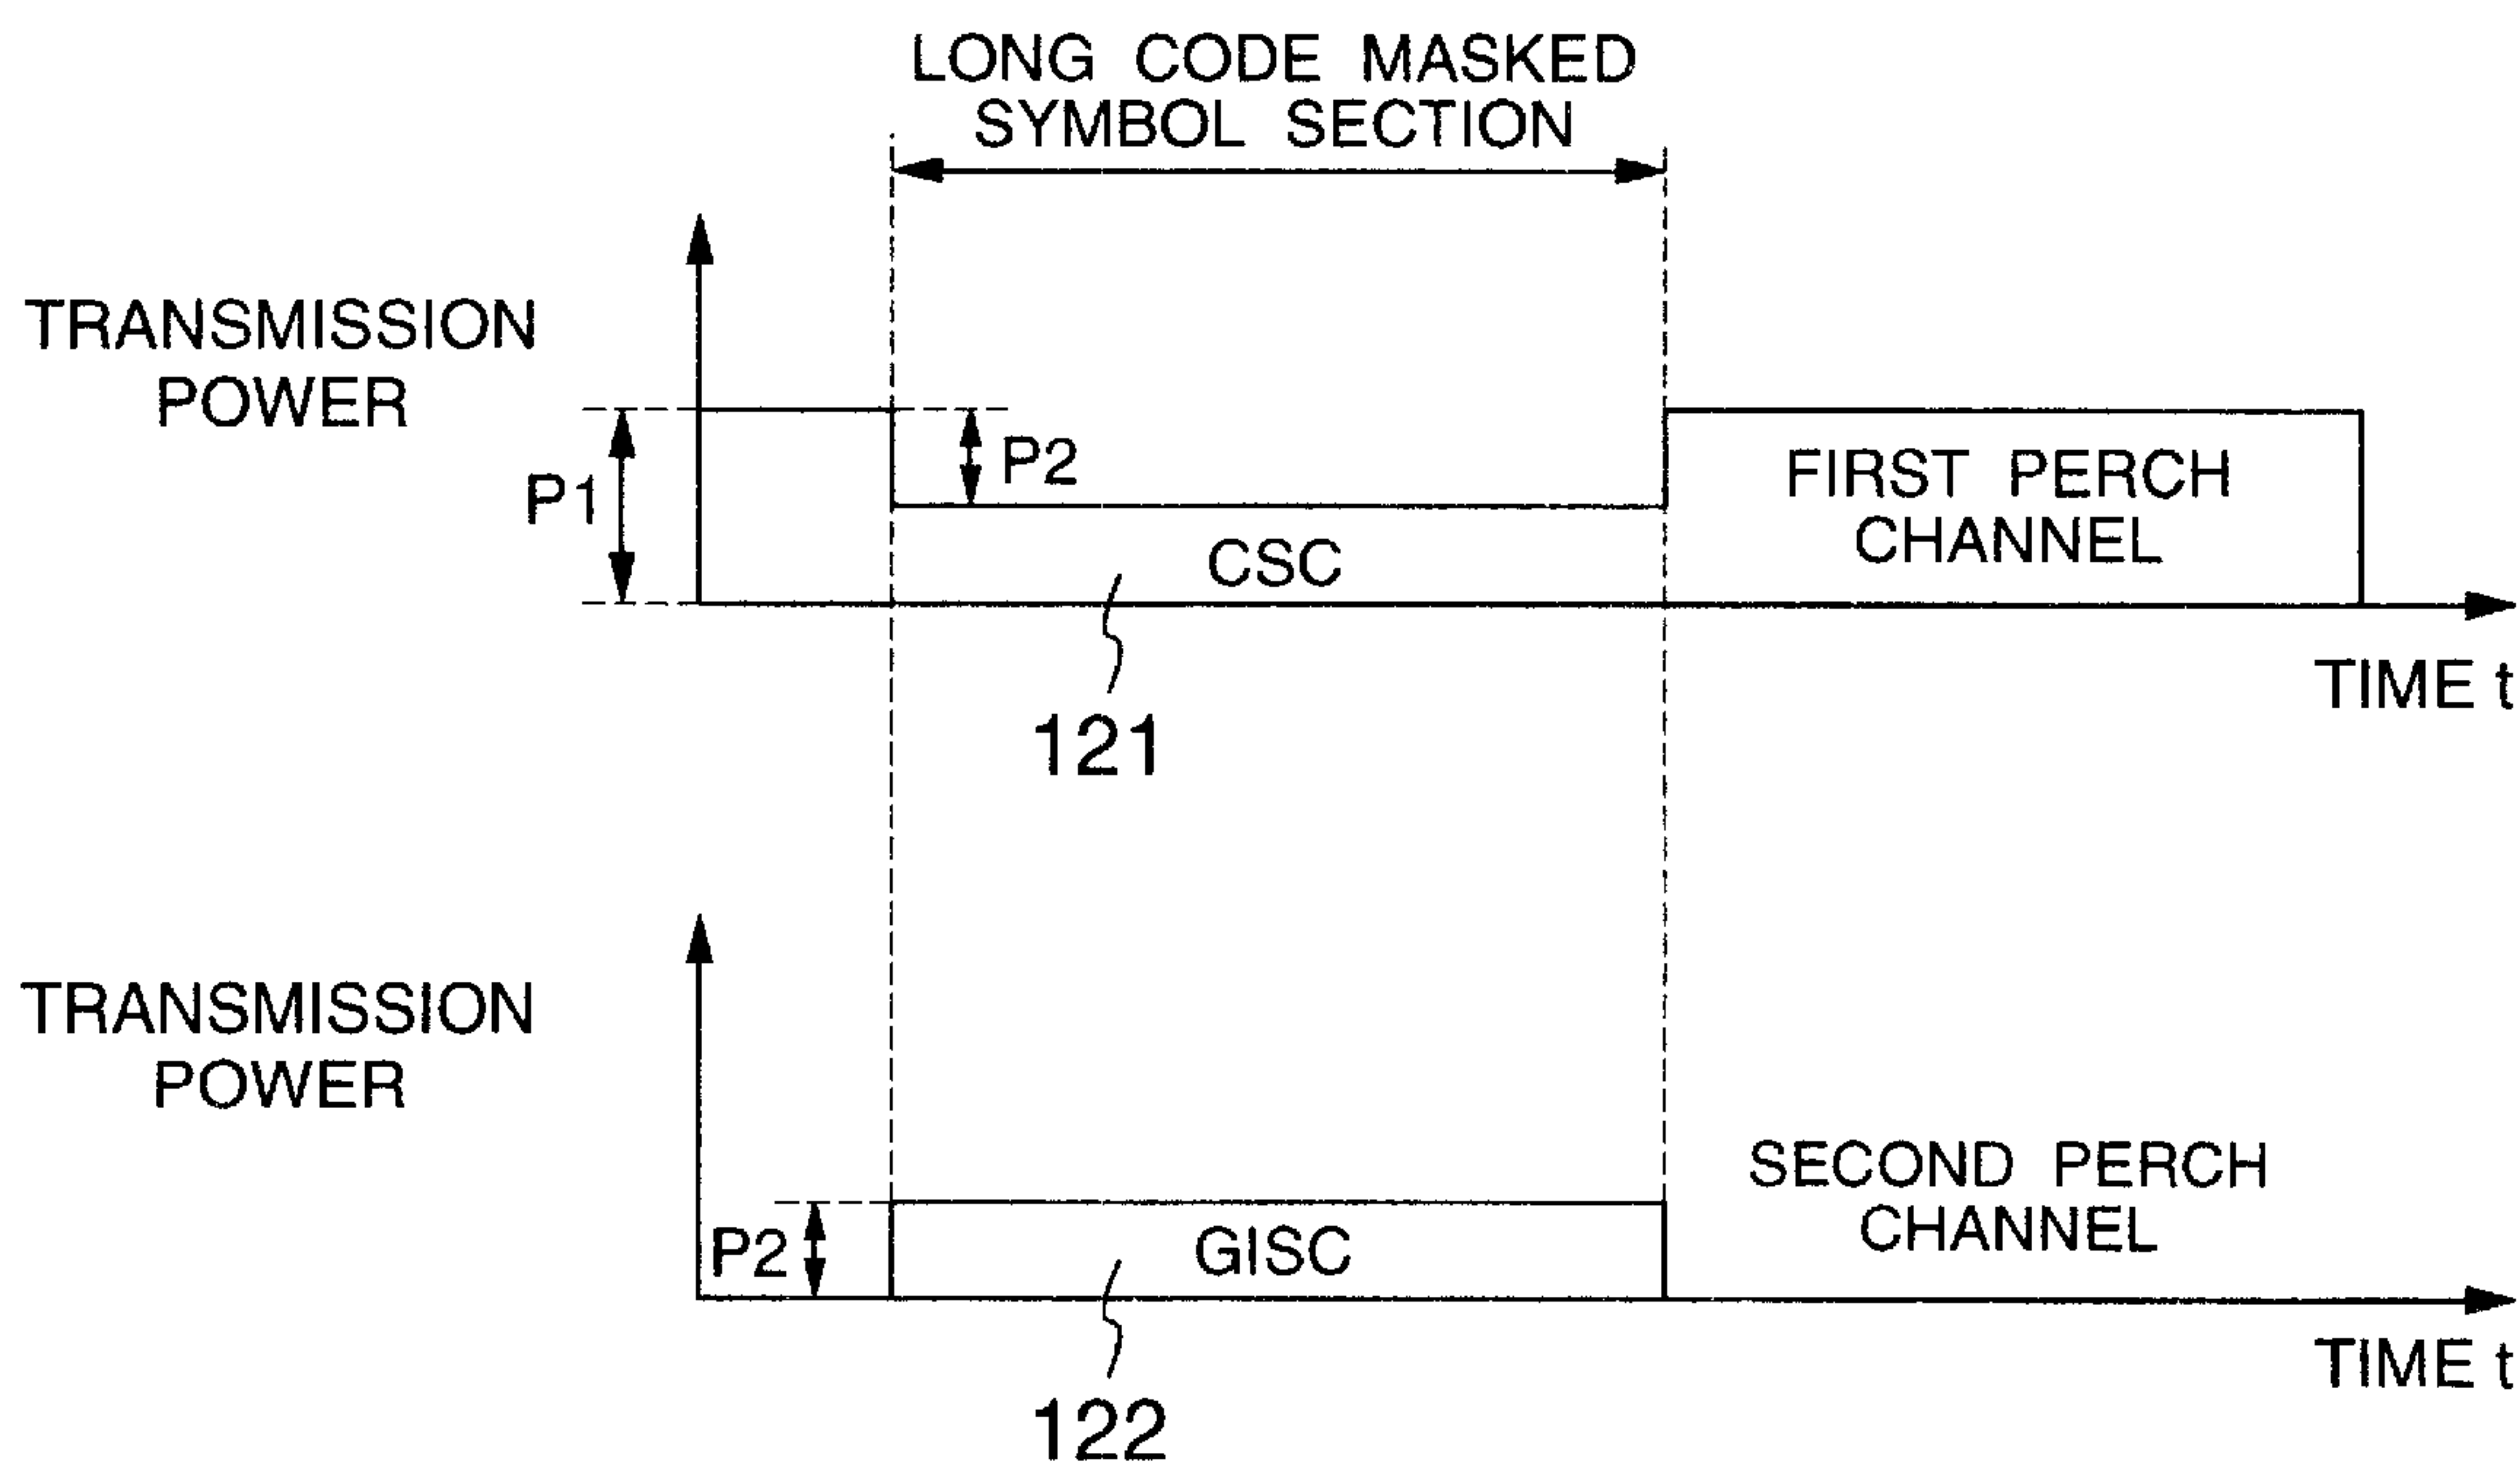 LONG CODE MASKED
SYMBOL SECTION
TRANSMISSION
POWER
P1
P2
FIRST PERCH
CHANNEL
CSC
TIME t
121
TRANSMISSION
POWER
P2
GISC
SECOND PERCH
CHANNEL
TIME t
122